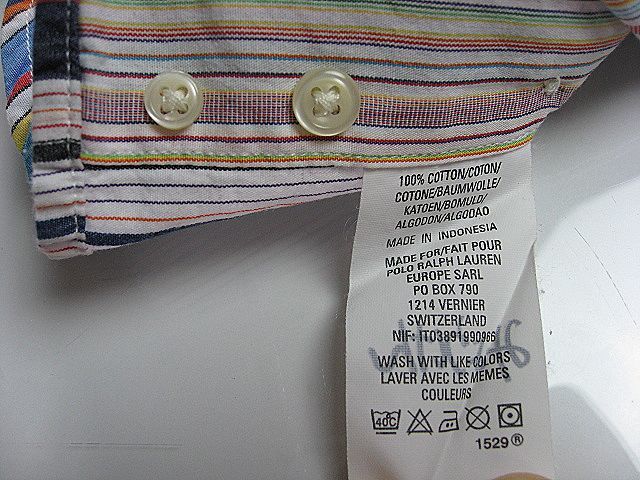 100% COTTON/COTON/
COTONE/BAUMWOLLE/
KATOEN/BOMULD/
ALGODON/ALGODAO
MADE IN INDONESIA
MADE FOR/FAIT POUR
POLO RALPH LAUREN
EUROPE SARL
PO BOX 790
1214 VERNIER
SWITZERLAND
NIF: IT03891990966
WASH WITH LIKE COLORS
LAVER AVEC LES MEMES
COULEURS
40C
1529®